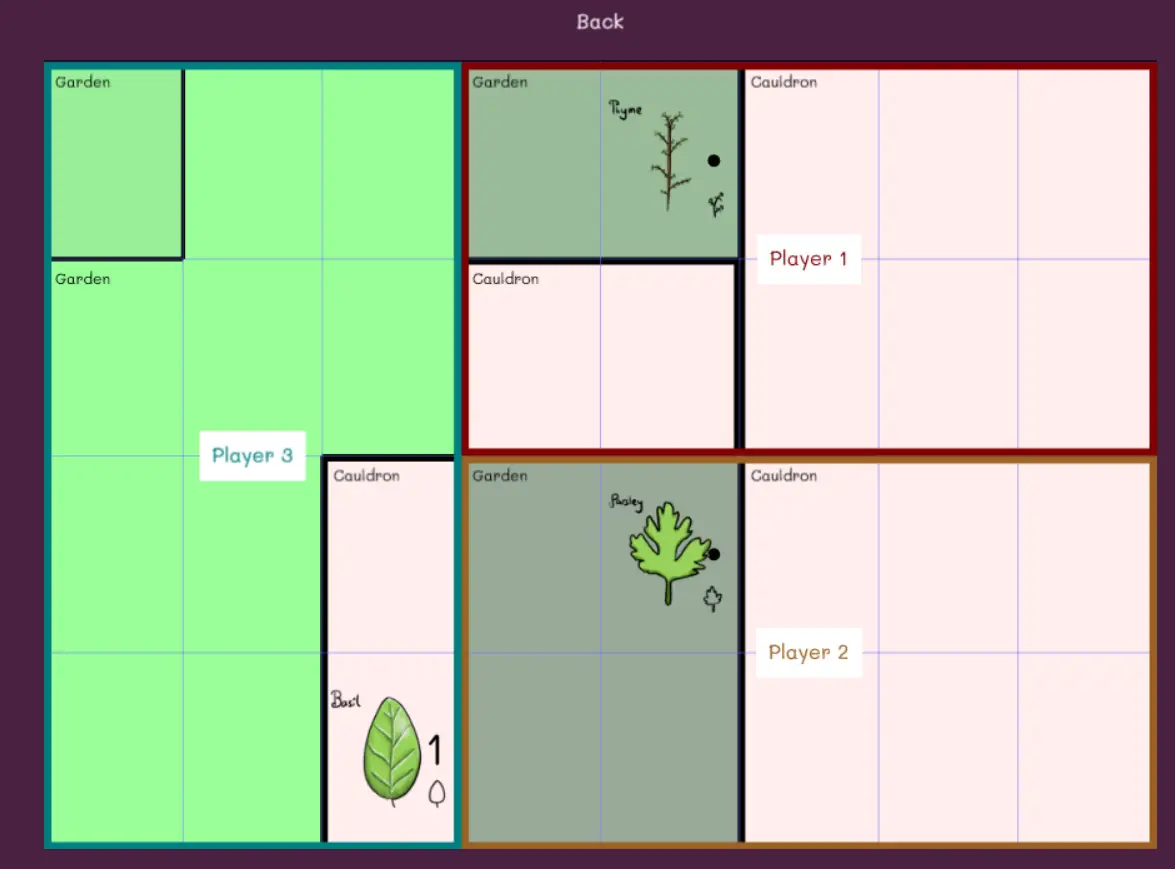 Back
Garden
Garden
Thyme
Cauldron
Player 1
Garden
Cauldron
Player 3
Cauldron
Garden
Parsley
Cauldron
Player 2
Basil
1